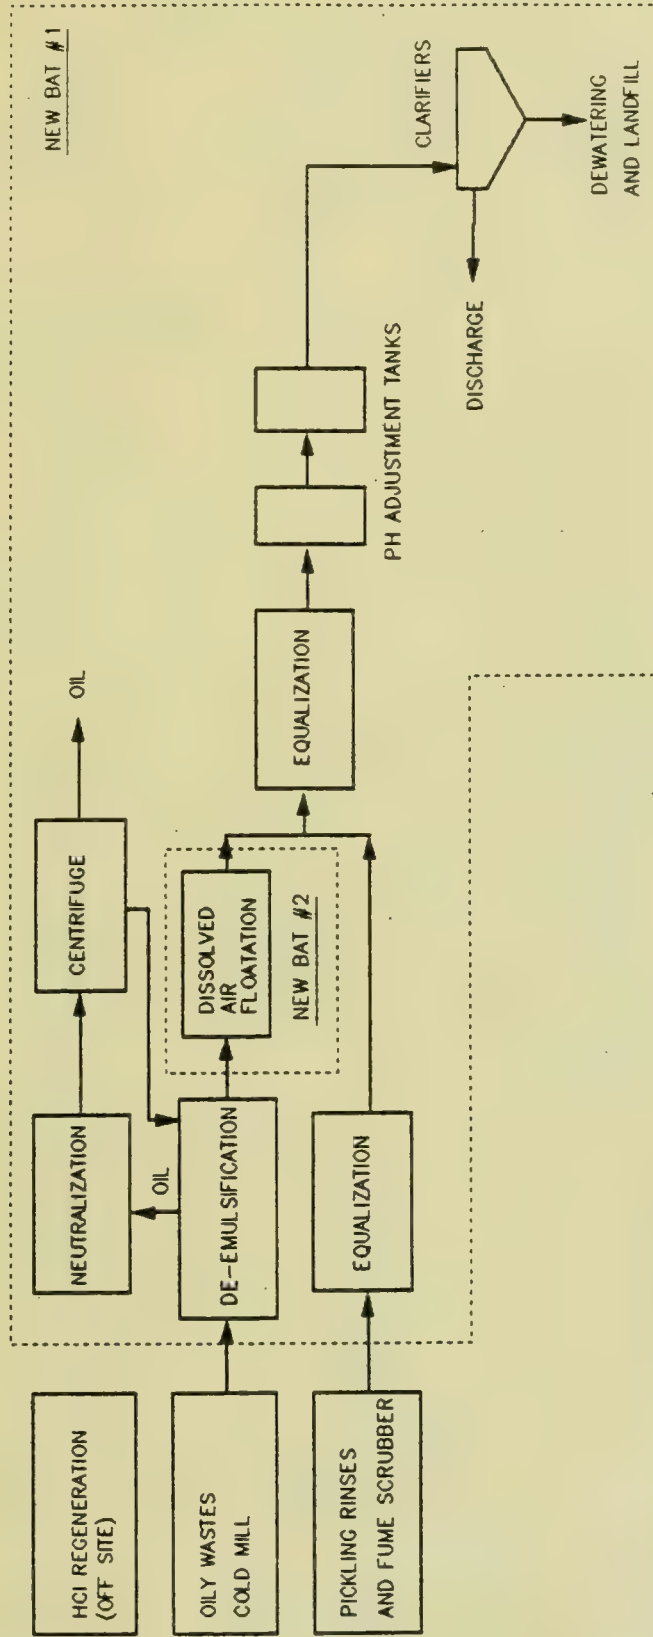 NEW BAT #1
HCl REGENERATION
(OFF SITE)
NEUTRALIZATION
CENTRIFUGE
OIL
OILY WASTES
COLD MILL
OIL
DE-EMULSIFICATION
DISSOLVED
AIR
FLOATATION
NEW BAT #2
PICKLING RINSES
AND FUME SCRUBBER
EQUALIZATION
EQUALIZATION
PH ADJUSTMENT TANKS
CLARIFIERS
DISCHARGE
DEWATERING
AND LANDFILL